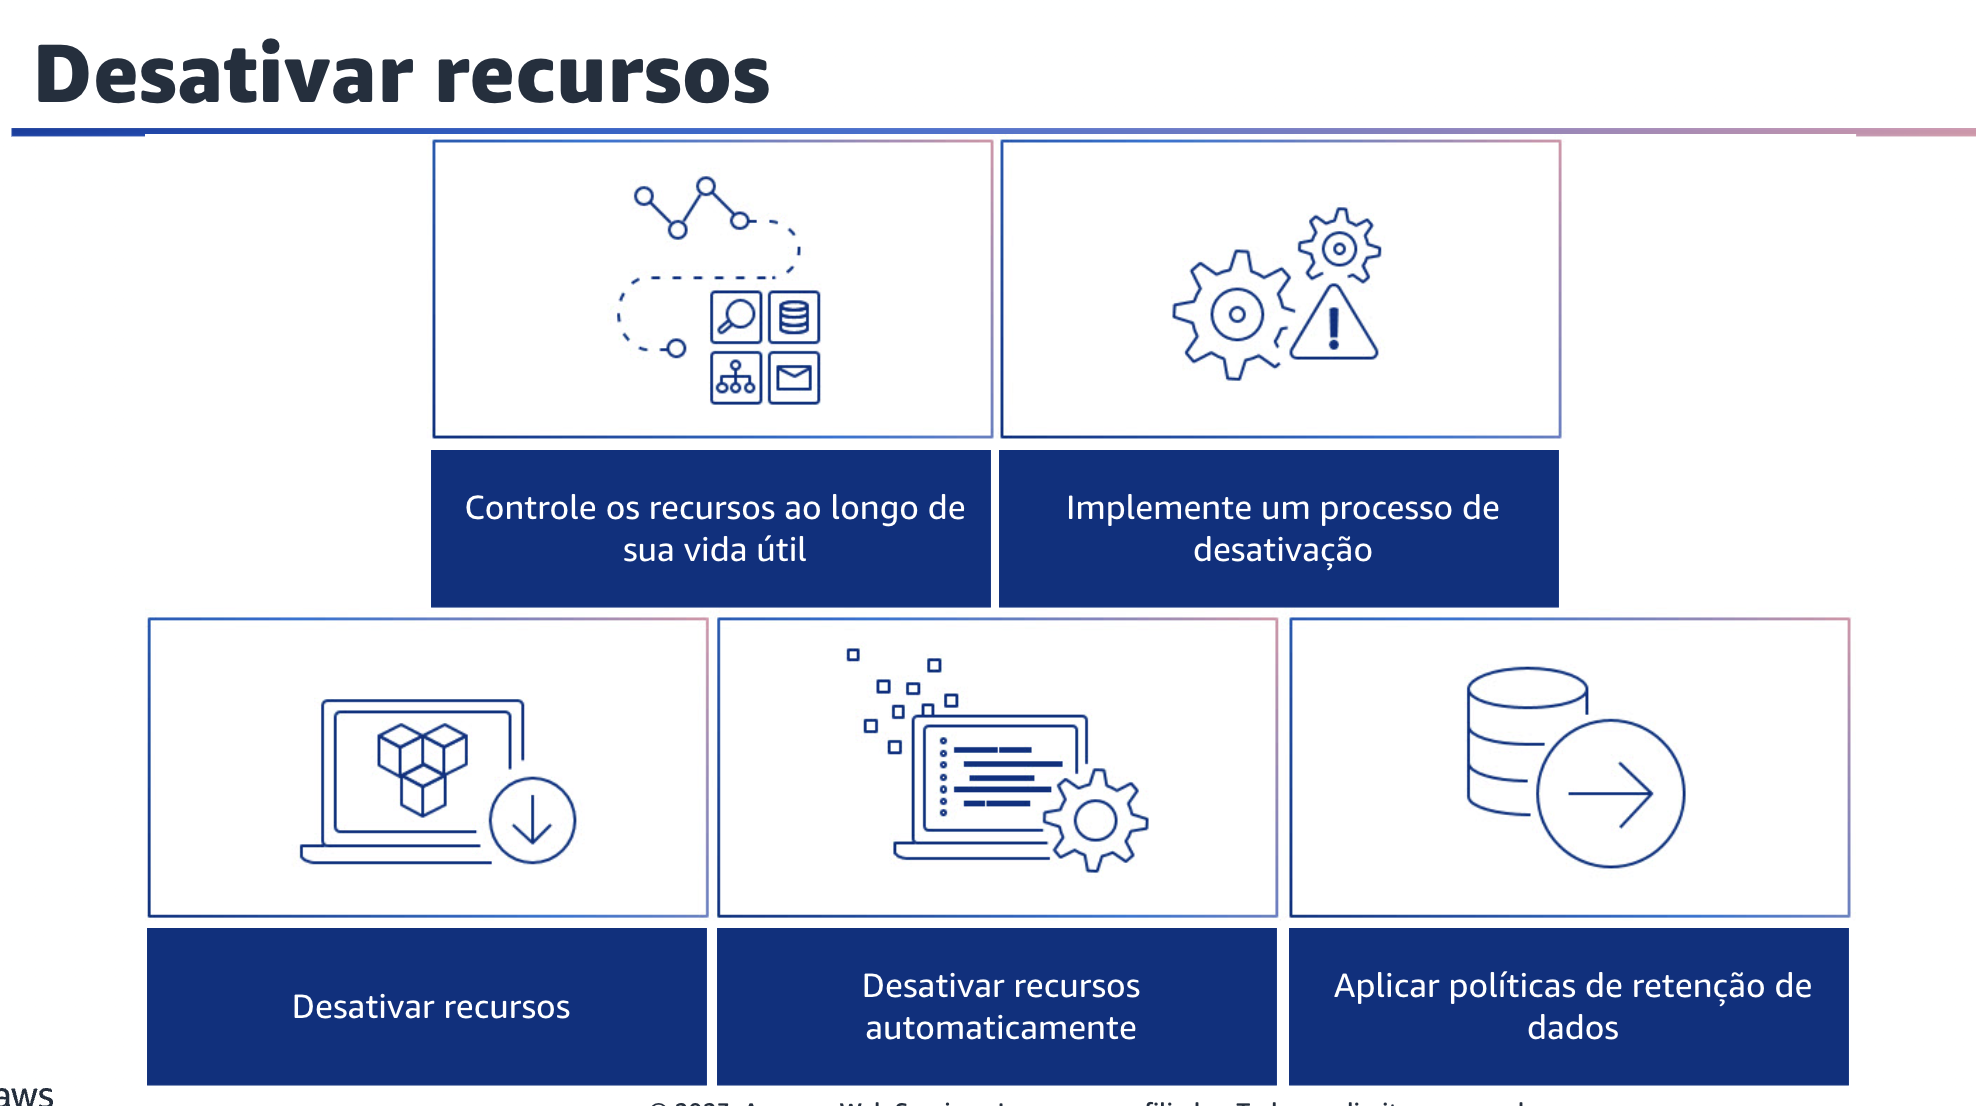 Desativar recursos
Controle os recursos ao longo de
sua vida útil
Implemente um processo de
desativação
Desativar recursos
Desativar recursos
automaticamente
Aplicar políticas de retenção de
dados
aws